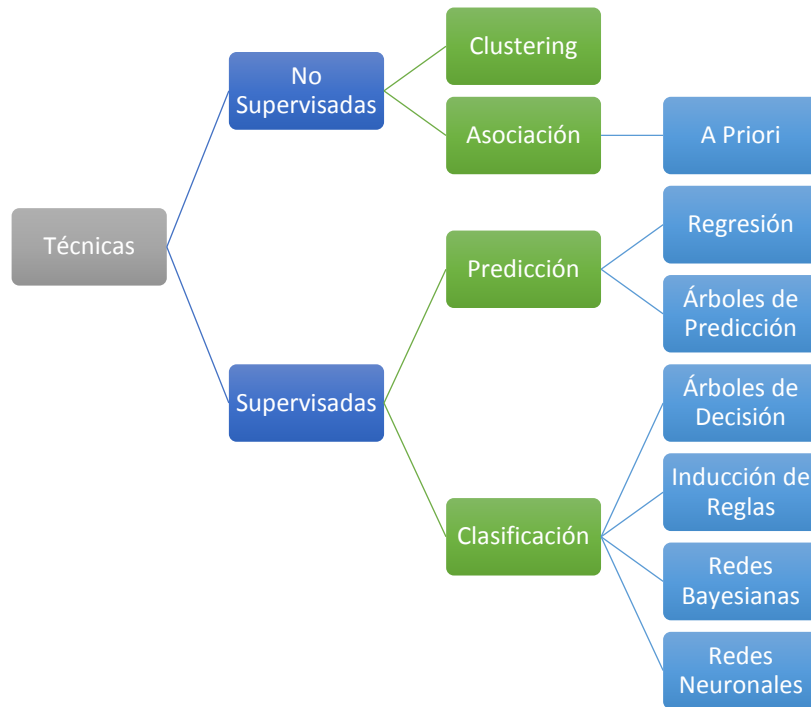 Técnicas
No
Supervisadas
Clustering
Asociación
A Priori
Supervisadas
Predicción
Regresión
Árboles de
Predicción
Clasificación
Árboles de
Decisión
Inducción de
Reglas
Redes
Bayesianas
Redes
Neuronales